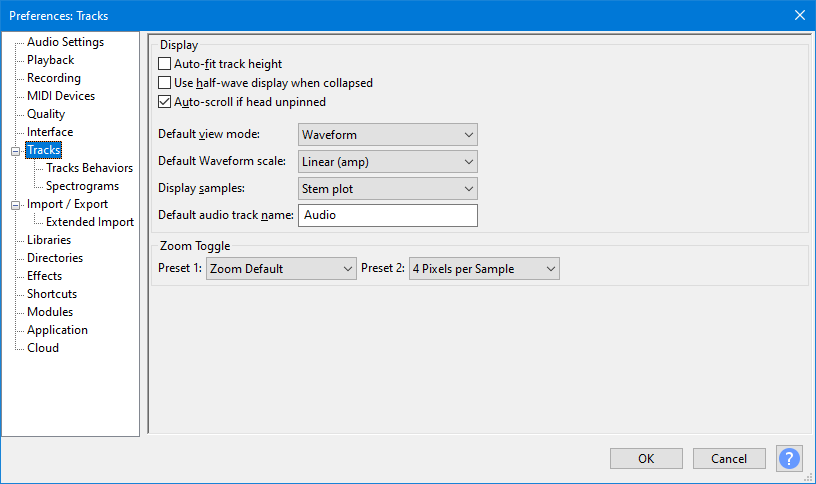 Preferences: Tracks
Audio Settings
Playback
Recording
MIDI Devices
Quality
Interface
Tracks
Tracks Behaviors
Spectrograms
Import / Export
Extended Import
Libraries
Directories
Effects
Shortcuts
Modules
Application
Cloud
Display
Auto-fit track height
Use half-wave display when collapsed
Auto-scroll if head unpinned
Default view mode: Waveform
Default Waveform scale: Linear (amp)
Display samples: Stem plot
Default audio track name: Audio
Zoom Toggle
Preset 1: Zoom Default Preset 2: 4 Pixels per Sample
OK Cancel ?